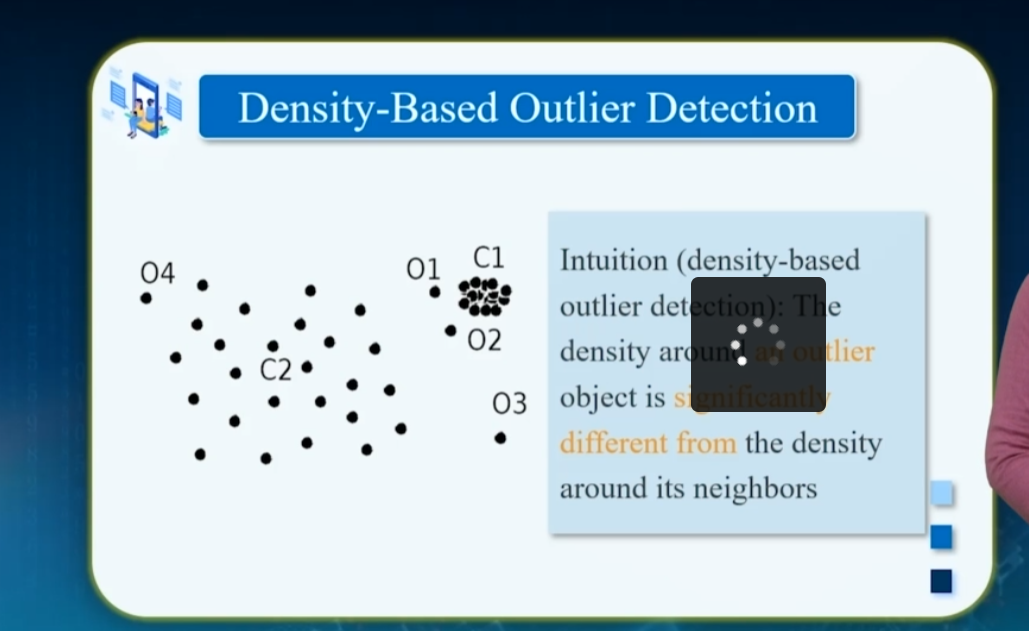 Density-Based Outlier Detection
O4
O1
C1
O2
C2
O3
Intuition (density-based
outlier detection): The
density around an outlier
object is significantly
different from the density
around its neighbors